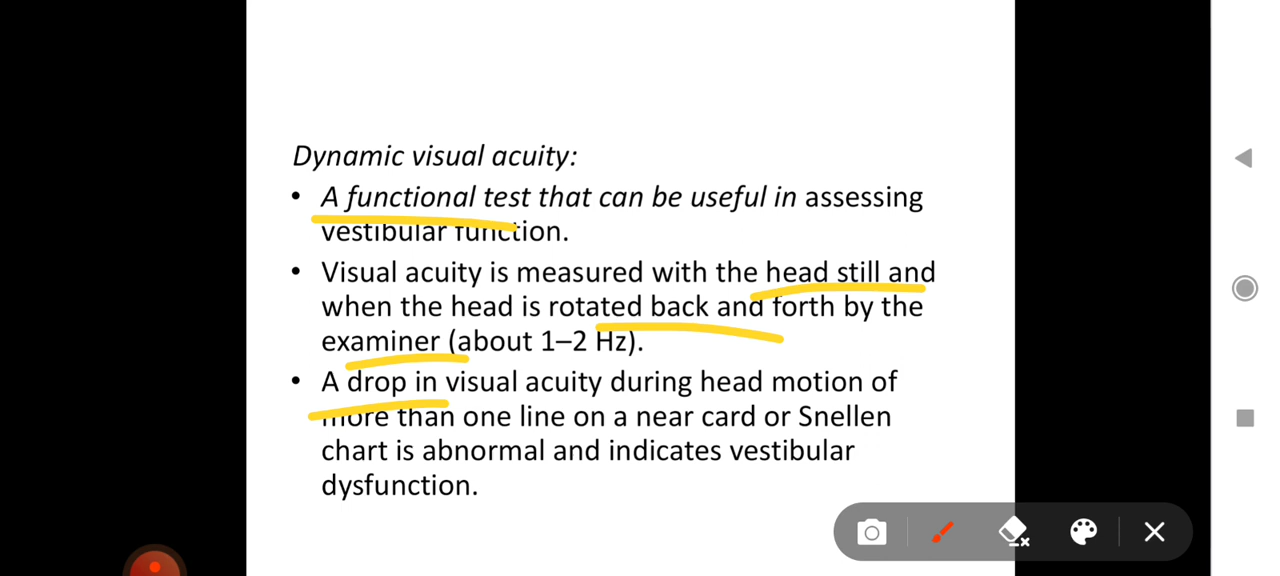 Dynamic visual acuity:
• A functional test that can be useful in assessing
vestibular function.
• Visual acuity is measured with the head still and
when the head is rotated back and forth by the
examiner (about 1–2 Hz).
• A drop in visual acuity during head motion of
more than one line on a near card or Snellen
chart is abnormal and indicates vestibular
dysfunction.